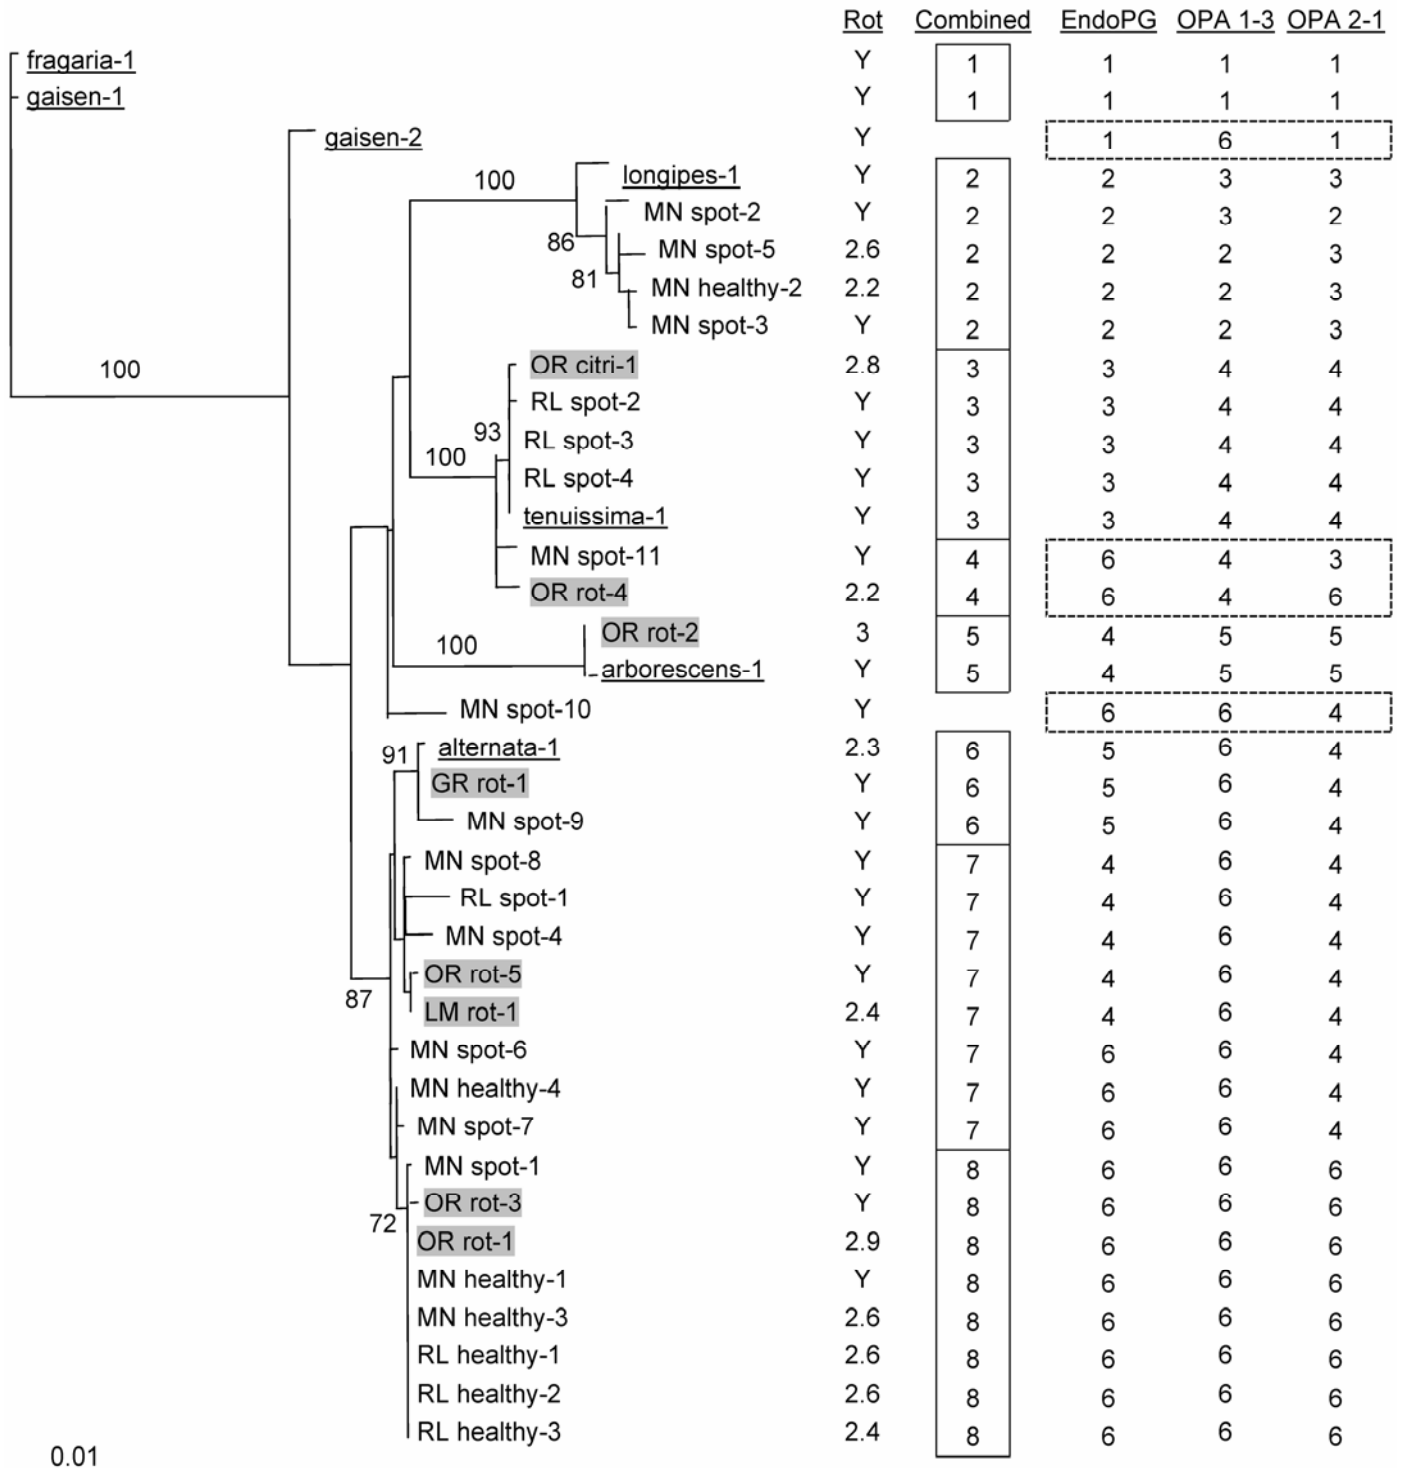 Rot Combined EndoPG OPA 1-3 OPA 2-1
fragaria-1 Y 1 1 1 1
gaisen-1 Y 1 1 1 1
gaisen-2 Y 1 6 1
100 longipes-1 Y 2 2 3 3
MN spot-2 Y 2 2 3 2
86 MN spot-5 2.6 2 2 2 3
81 MN healthy-2 2.2 2 2 2 3
MN spot-3 Y 2 2 2 3
100 OR citri-1 2.8 3 3 4 4
RL spot-2 Y 3 3 4 4
93 RL spot-3 Y 3 3 4 4
100 RL spot-4 Y 3 3 4 4
tenuissima-1 Y 3 3 4 4
MN spot-11 Y 4 6 4 3
OR rot-4 2.2 4 6 4 6
100 OR rot-2 3 5 4 5 5
arborescens-1 Y 5 4 5 5
MN spot-10 Y 6 6 4
91 alternata-1 2.3 6 5 6 4
GR rot-1 Y 6 5 6 4
MN spot-9 Y 6 5 6 4
MN spot-8 Y 7 4 6 4
RL spot-1 Y 7 4 6 4
MN spot-4 Y 7 4 6 4
OR rot-5 Y 7 4 6 4
87 LM rot-1 2.4 7 4 6 4
MN spot-6 Y 7 6 6 4
MN healthy-4 Y 7 6 6 4
MN spot-7 Y 7 6 6 4
MN spot-1 Y 8 6 6 6
OR rot-3 Y 8 6 6 6
72 OR rot-1 2.9 8 6 6 6
MN healthy-1 Y 8 6 6 6
MN healthy-3 2.6 8 6 6 6
RL healthy-1 2.6 8 6 6 6
RL healthy-2 2.6 8 6 6 6
RL healthy-3 2.4 8 6 6 6
0.01